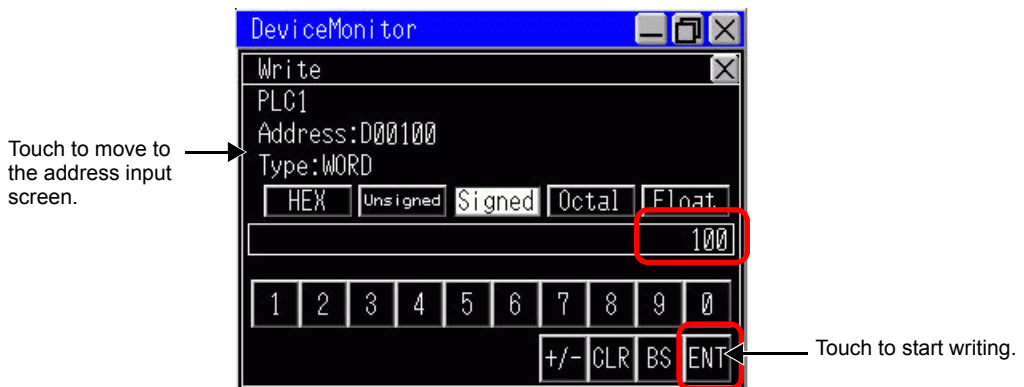 DeviceMonitor
Write
PLC1
Address:D00100
Type:WORD
Touch to move to
the address input
screen.
HEX Unsigned Signed Octal Float
100
1 2 3 4 5 6 7 8 9 0
+/- CLR BS ENT
Touch to start writing.